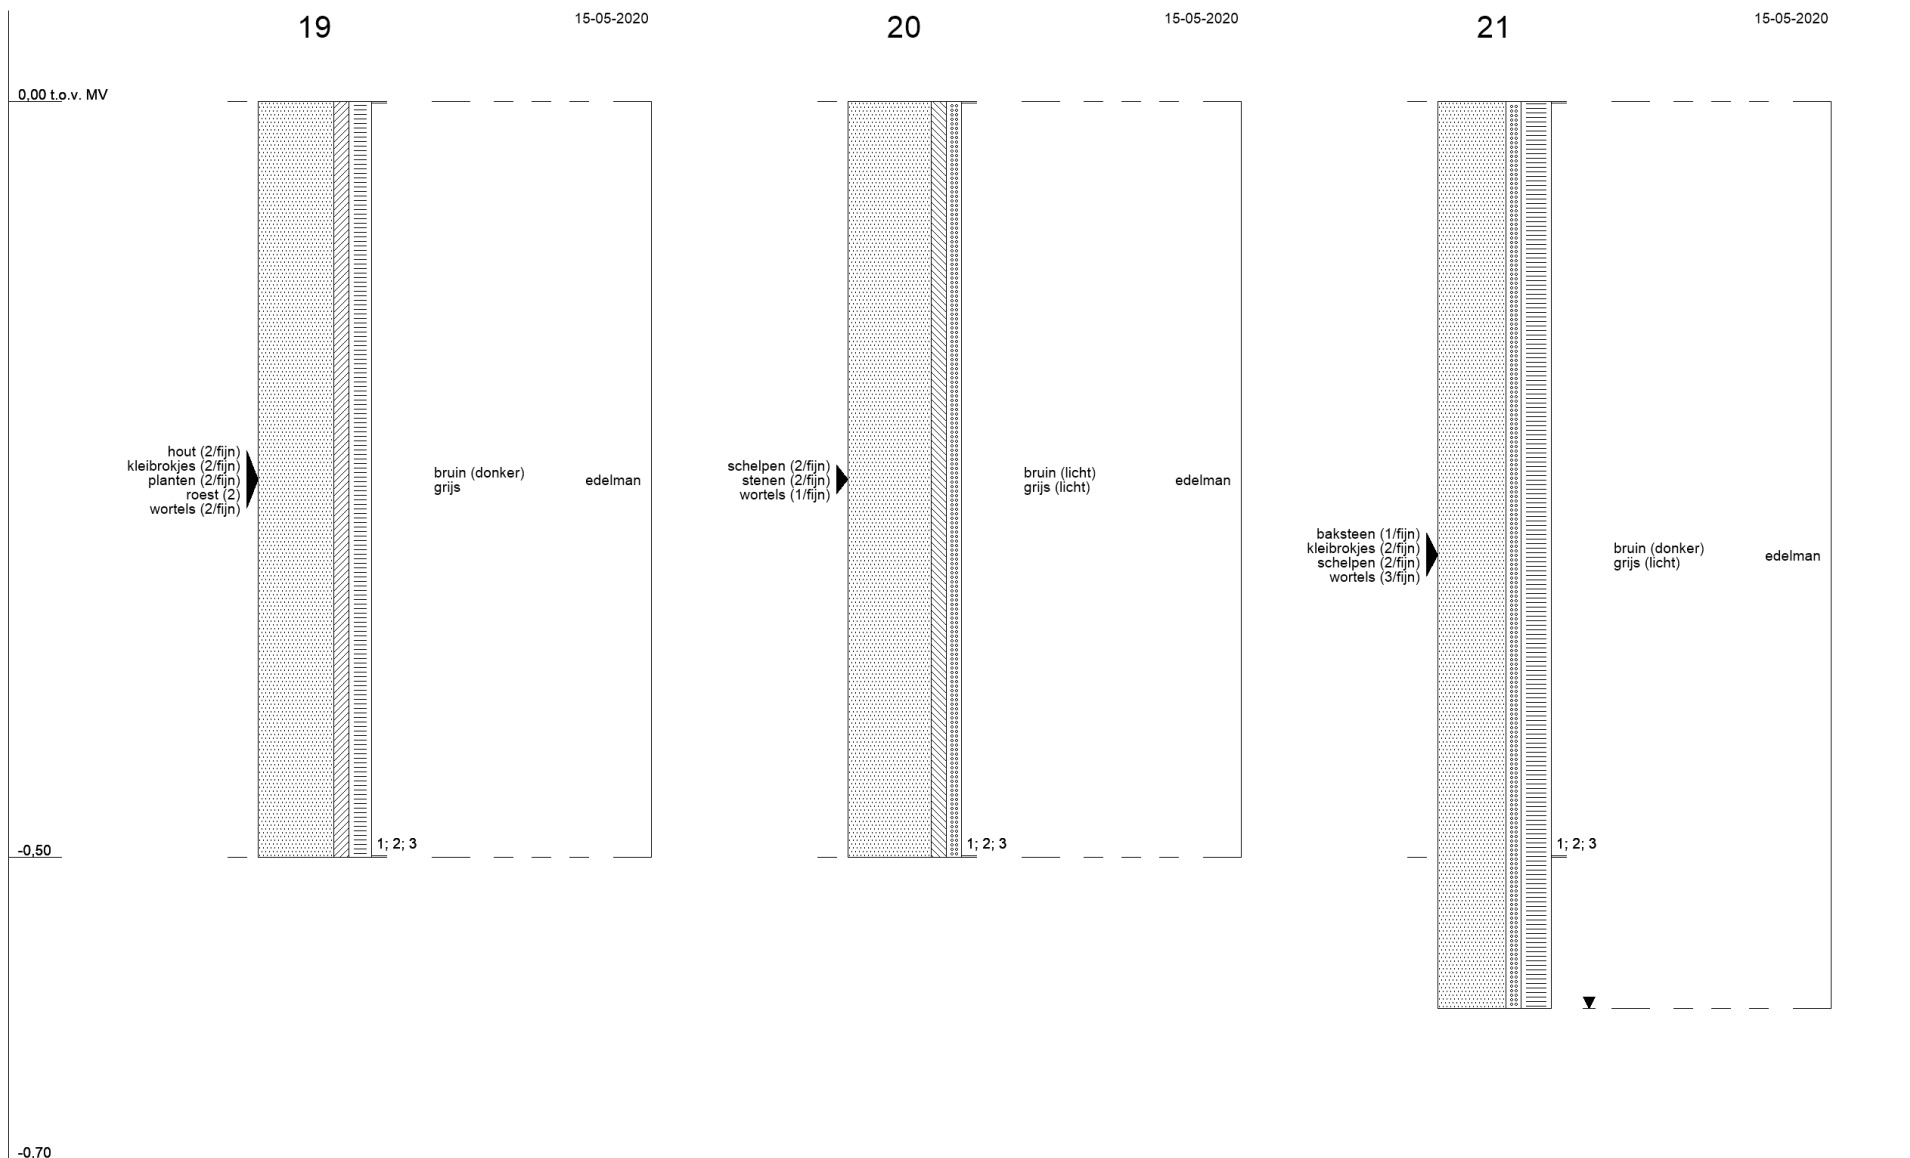 19
15-05-2020
20
15-05-2020
21
15-05-2020
0,00 t.o.v. MV
hout (2/fijn)
kleibrokjes (2/fijn)
planten (2/fijn)
roest (2)
wortels (2/fijn)
bruin (donker)
grijs
edelman
1; 2; 3
schelpen (2/fijn)
stenen (2/fijn)
wortels (1/fijn)
bruin (licht)
grijs (licht)
edelman
1; 2; 3
baksteen (1/fijn)
kleibrokjes (2/fijn)
schelpen (2/fijn)
wortels (3/fijn)
bruin (donker)
grijs (licht)
edelman
1; 2; 3
-0,50
-0,70